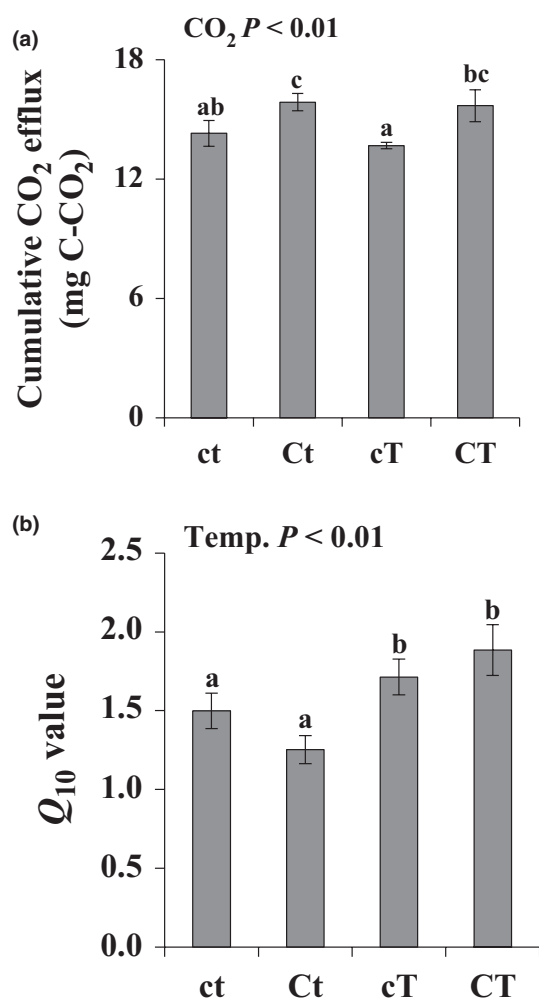 (a)
CO2 P < 0.01
Cumulative CO2 efflux
(mg C-CO2)
18
12
6
0
ab
c
a
bc
ct
Ct
cT
CT
(b)
Temp. P < 0.01
Q10 value
2.5
2.0
1.5
1.0
0.5
0.0
a
a
b
b
ct
Ct
cT
CT